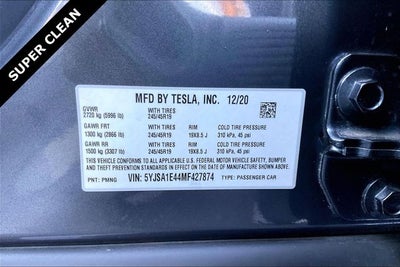 SUPER CLEAN
MFD BY TESLA, INC. 12/20
GVWR WITH TIRES
2720 kg (5996 lb) 245/45R19
GAWR FRT WITH TIRES RIM COLD TIRE PRESSURE
1300 kg (2866 lb) 245/45R19 19X8.5 J 310 kPa, 45 psi
GAWR RR WITH TIRES RIM COLD TIRE PRESSURE
1500 kg (3307 lb) 245/45R19 19X8.5 J 310 kPa, 45 psi
THIS VEHICLE CONFORMS TO ALL APPLICABLE U.S. FEDERAL MOTOR VEHICLE SAFETY,
BUMPER, AND THEFT PREVENTION STANDARDS IN EFFECT ON THE DATE OF MANUFACTURE
SHOWN ABOVE.
PNT: PMNG VIN: 5YJSA1E44MF427874 TYPE: PASSENGER CAR